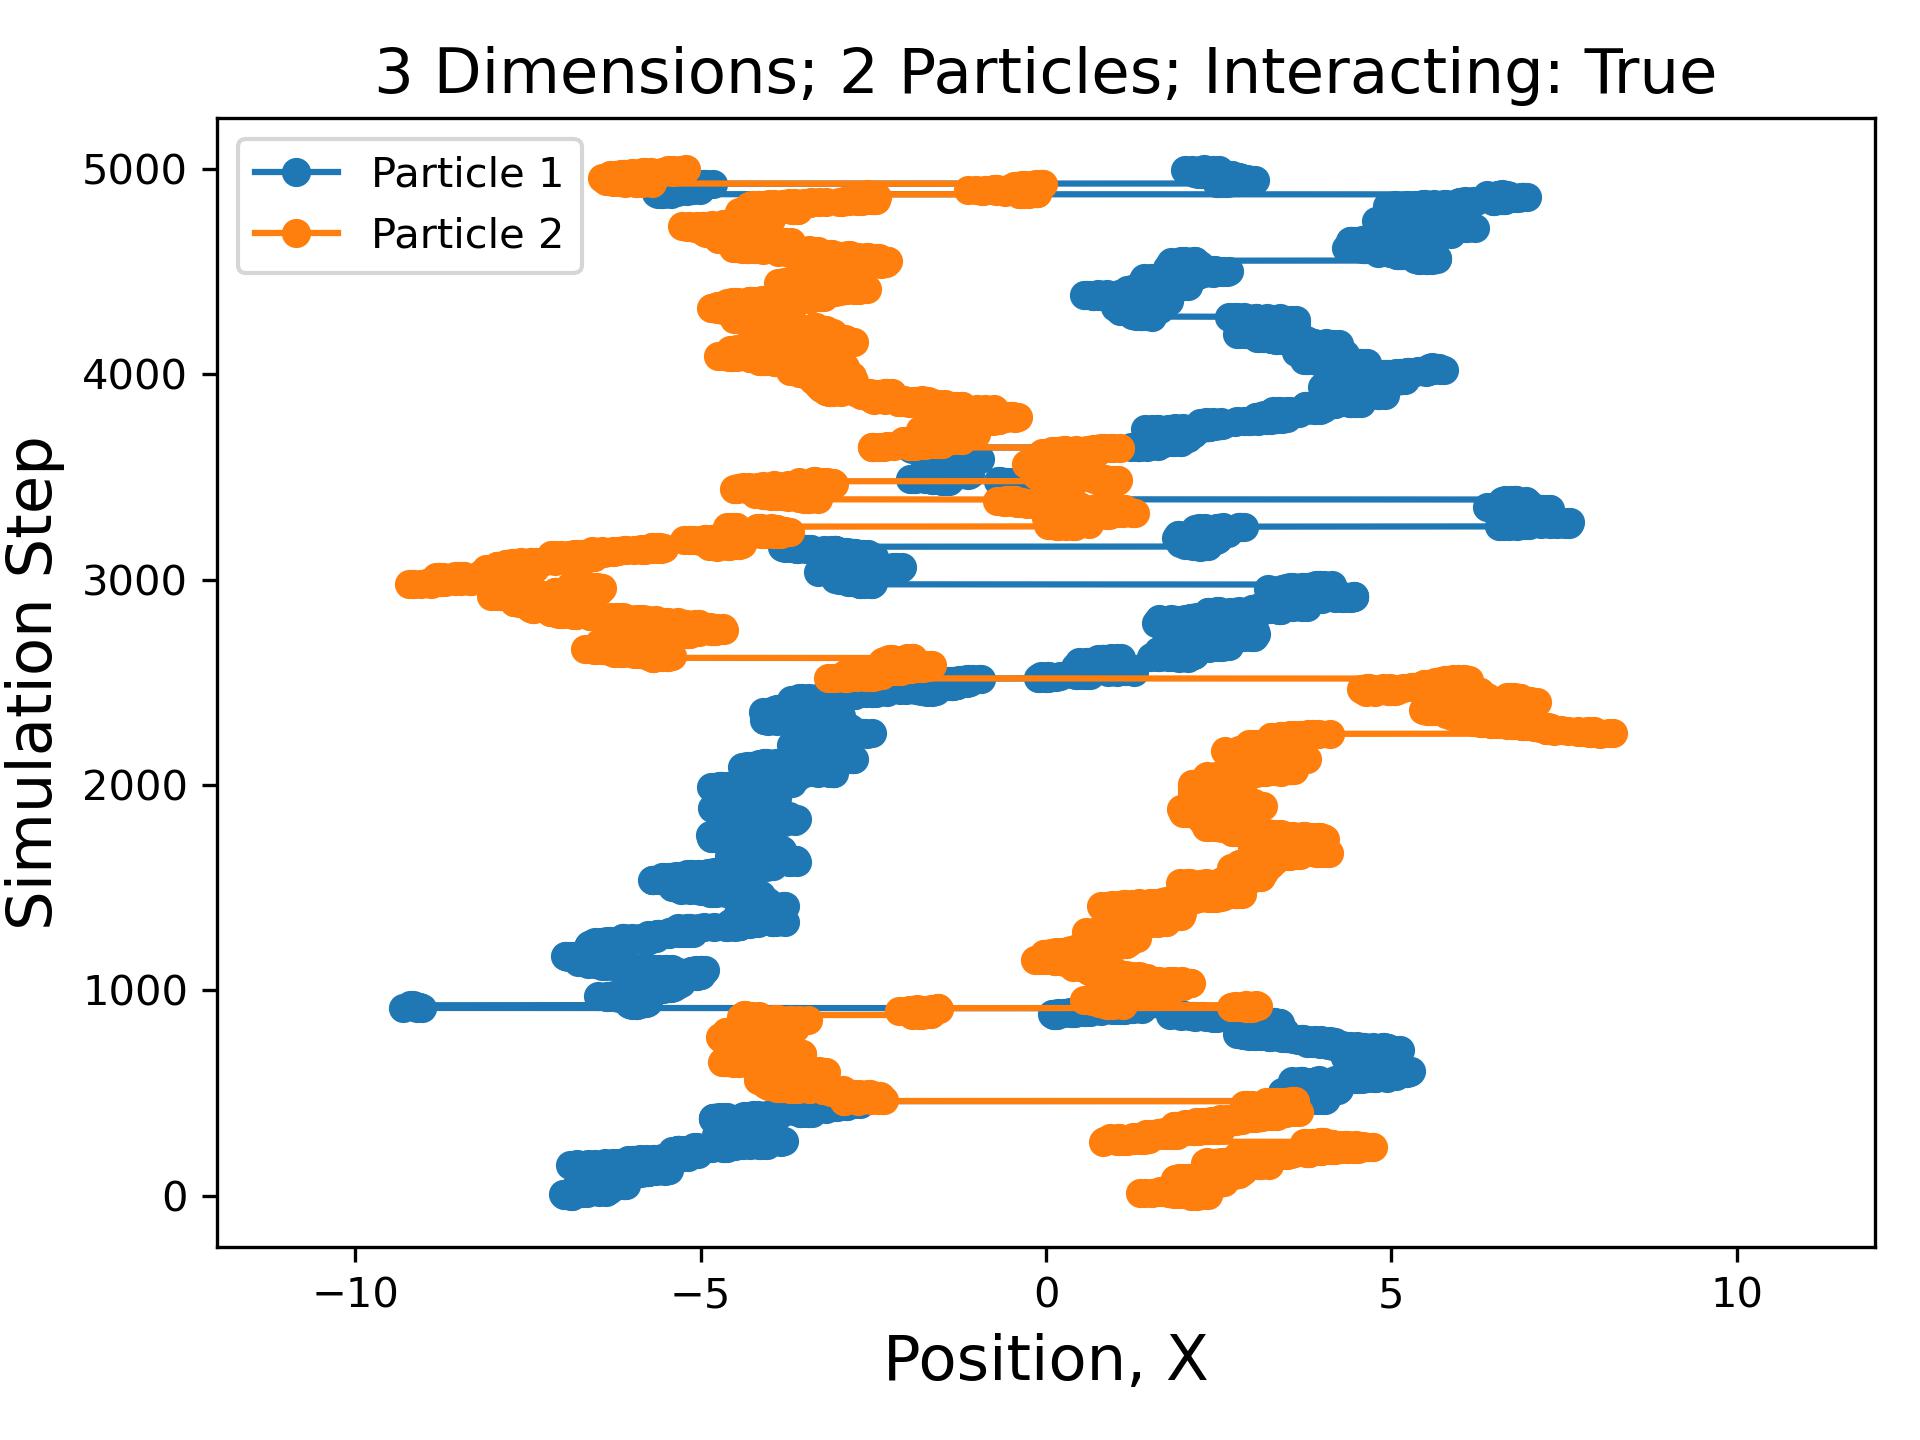 3 Dimensions; 2 Particles; Interacting: True
Particle 1
Particle 2
5000
4000
3000
2000
1000
0
Simulation Step
−10
−5
0
5
10
Position, X